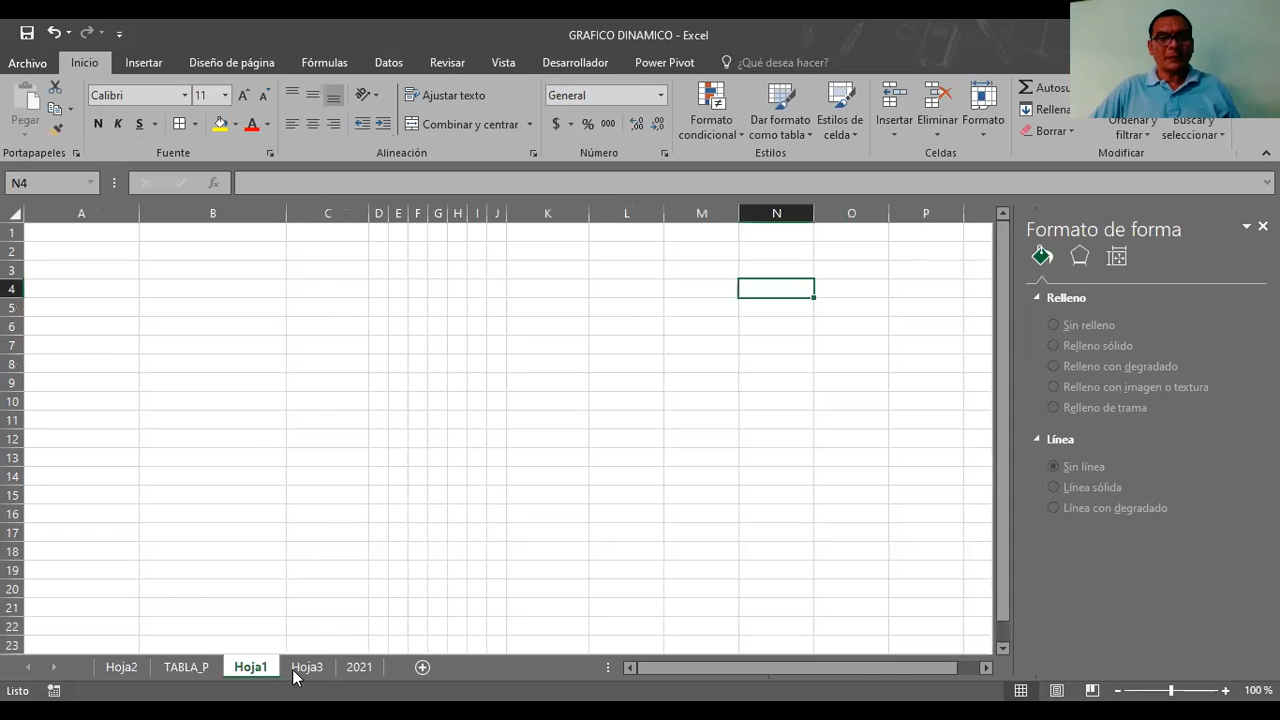 GRAFICO DINAMICO - Excel
Archivo Inicio Insertar Diseño de página Fórmulas Datos Revisar Vista Desarrollador Power Pivot ¿Qué desea hacer?
Pegar
Calibri 11
N K S
Ajustar texto
Combinar y centrar
General
$ % 000
Formato condicional
Dar formato como tabla
Estilos de celda
Insertar Eliminar Formato
Autosu
Rellena
Borrar
Ordenar y filtrar
Buscar y seleccionar
Portapapeles Fuente Alineación Número Estilos Celdas Modificar
N4 fx
A B C D E F G H I J K L M N O P
1
2
3
4
5
6
7
8
9
10
11
12
13
14
15
16
17
18
19
20
21
22
23
Formato de forma
Relleno
Sin relleno
Relleno sólido
Relleno con degradado
Relleno con imagen o textura
Relleno de trama
Línea
Sin línea
Línea sólida
Línea con degradado
Hoja2 TABLA_P Hoja1 Hoja3 2021
Listo 100 %